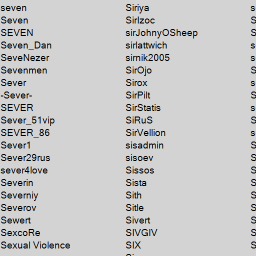 seven Siriya s
Seven SirIzoc S
SEVEN sirJohnyOSheep s
Seven_Dan sirlattwich s
SeveNezer sirnik2005 s
Sevenmen SirOjo S
Sever Sirox s
-Sever- SirPilt S
SEVER SirStatis s
Sever_51vip SiRuS S
SEVER_86 SirVellion s
Sever1 sisadmin s
Sever29rus sisoev S
sever4love Sissos s
Severin Sista s
Severniy Sith s
Severov Sitle s
Sewert Sivert S
SexcoRe SIVGIV S
Sexual Violence SIX S